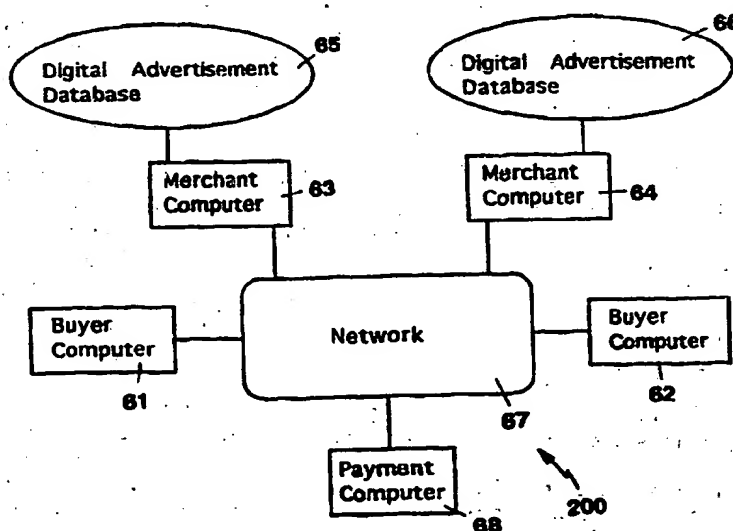 65
66
Digital Advertisement
Database
Digital Advertisement
Database
Merchant
Computer
63
Merchant
Computer
64
Buyer
Computer
61
Network
Buyer
Computer
62
67
Payment
Computer
68
200